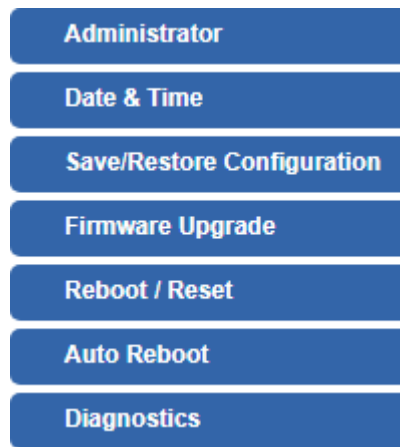 Administrator
Date & Time
Save/Restore Configuration
Firmware Upgrade
Reboot / Reset
Auto Reboot
Diagnostics